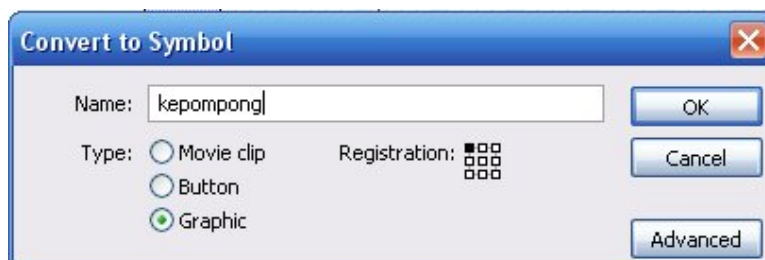 Convert to Symbol
Name: kepompong OK
Type: Movie clip Registration: Cancel
Button
Graphic
Advanced